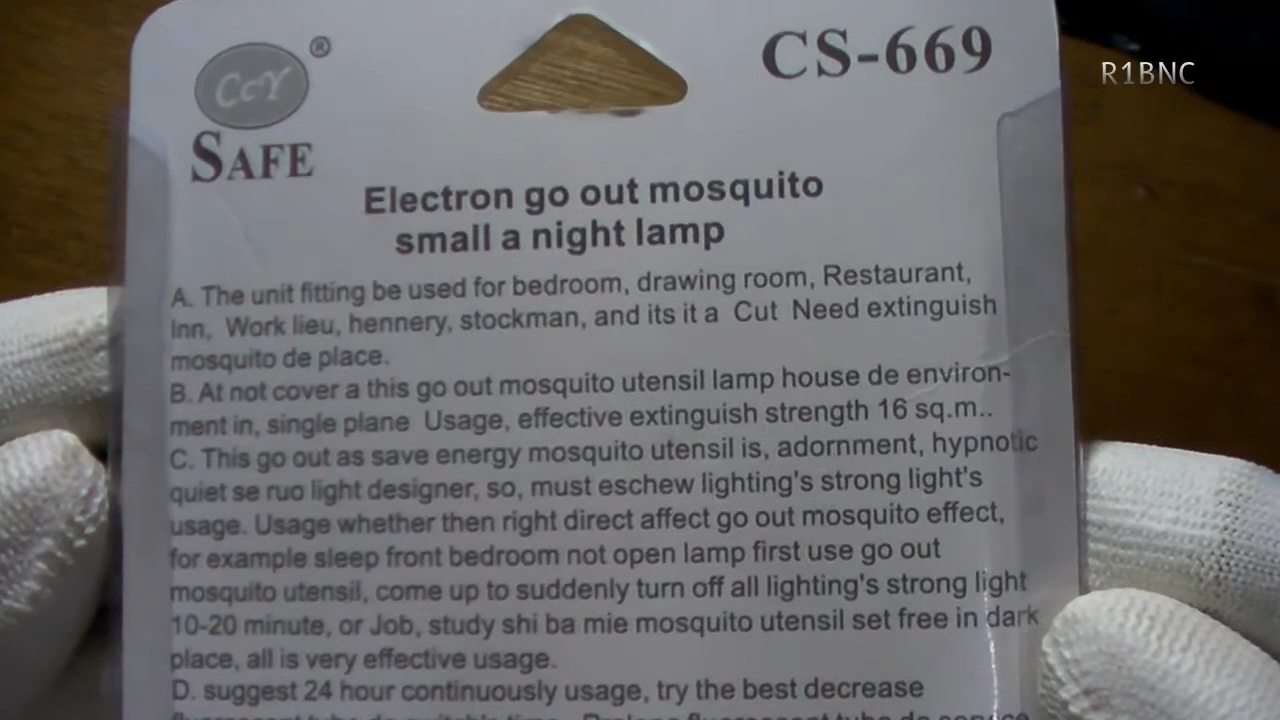 CcY ®
SAFE
CS-669
R1BNC
Electron go out mosquito
small a night lamp
A. The unit fitting be used for bedroom, drawing room, Restaurant,
Inn, Work lieu, hennery, stockman, and its it a Cut Need extinguish
mosquito de place.
B. At not cover a this go out mosquito utensil lamp house de environ-
ment in, single plane Usage, effective extinguish strength 16 sq.m..
C. This go out as save energy mosquito utensil is, adornment, hypnotic
quiet se ruo light designer, so, must eschew lighting's strong light's
usage. Usage whether then right direct affect go out mosquito effect,
for example sleep front bedroom not open lamp first use go out
mosquito utensil, come up to suddenly turn off all lighting's strong light
10-20 minute, or Job, study shi ba mie mosquito utensil set free in dark
place, all is very effective usage.
D. suggest 24 hour continuously usage, try the best decrease